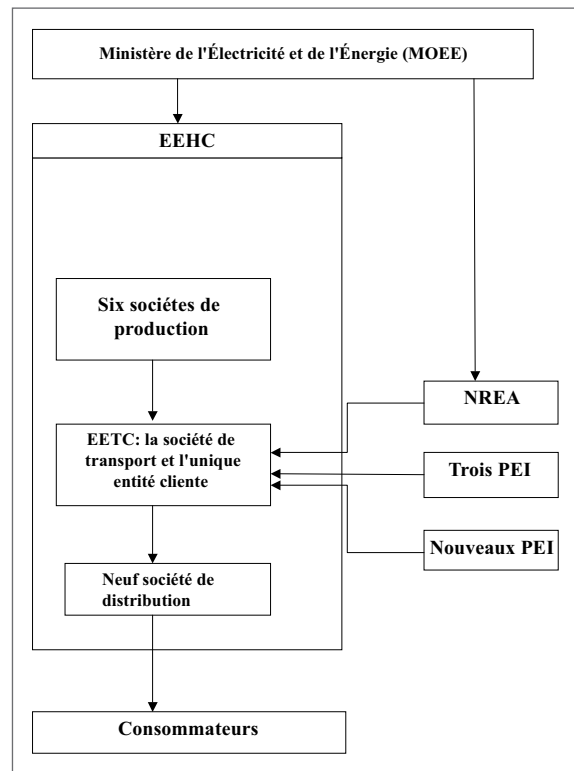 Ministère de l'Électricité et de l'Énergie (MOEE)
EEHC
Six sociétes de
production
EETC: la société de
transport et l'unique
entité cliente
Neuf société de
distribution
NREA
Trois PEI
Nouveaux PEI
Consommateurs